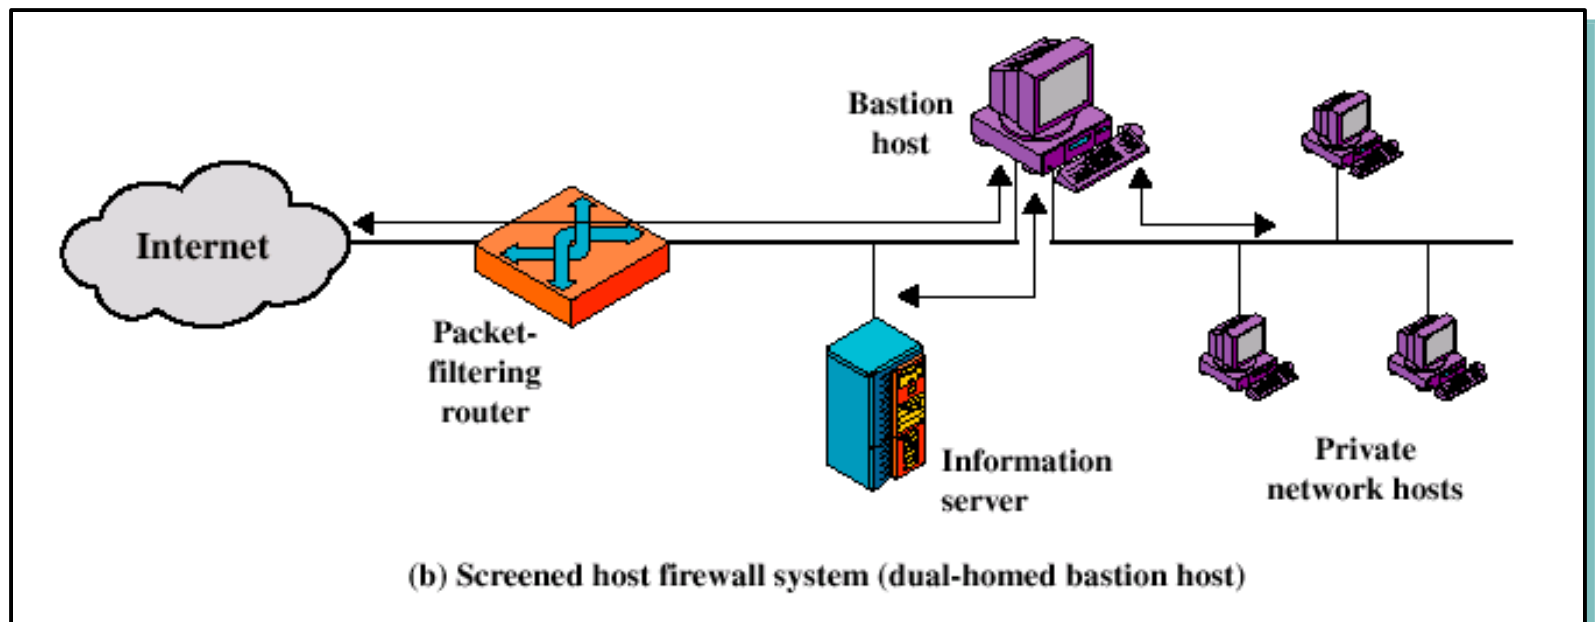 Bastion
host
Internet
Packet-
filtering
router
Information
server
Private
network hosts
(b) Screened host firewall system (dual-homed bastion host)